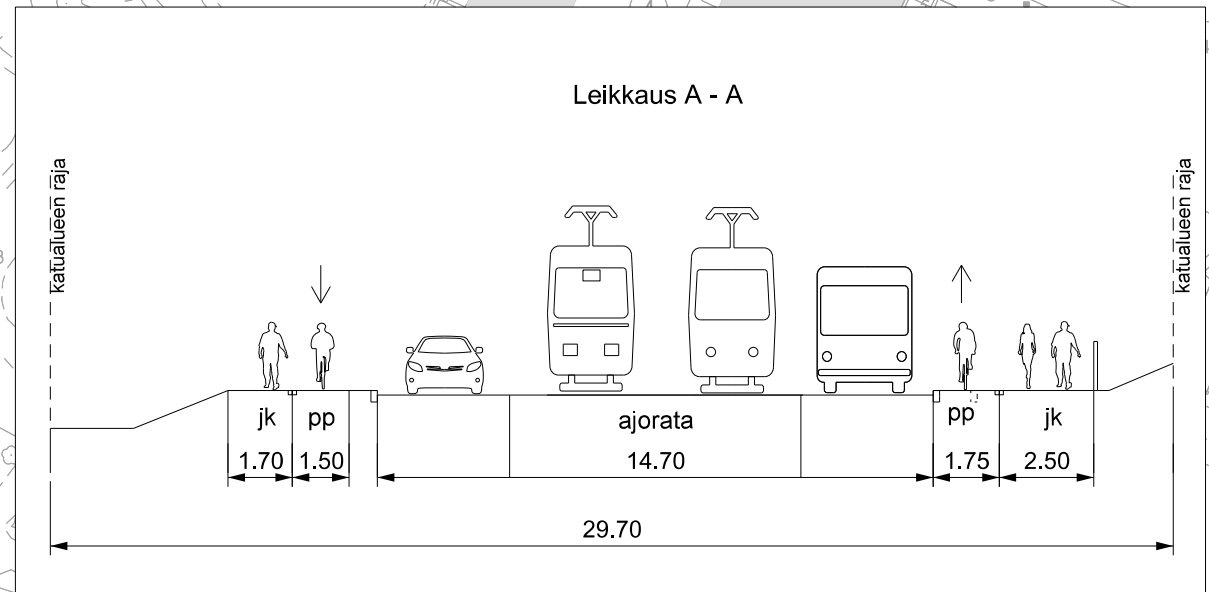 Leikkaus A - A
katualueen raja
katualueen raja
jk pp ajorata pp jk
1.70 1.50 14.70 1.75 2.50
29.70